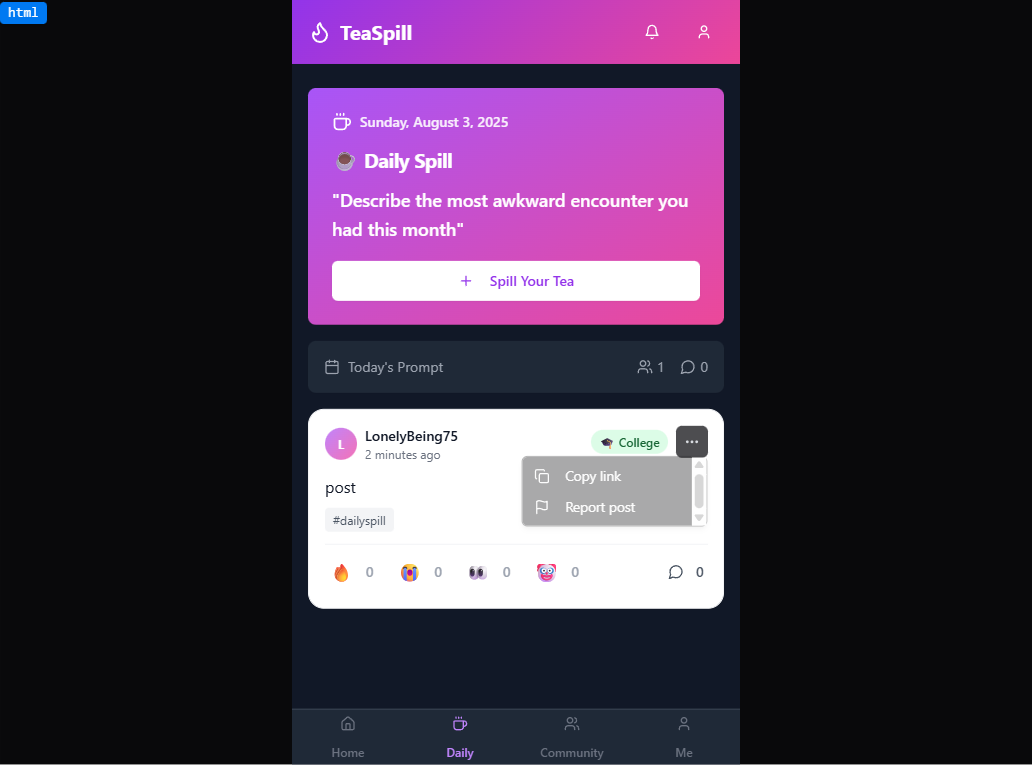 html
TeaSpill
Sunday, August 3, 2025
Daily Spill
"Describe the most awkward encounter you
had this month"
Spill Your Tea
Today's Prompt
1
0
L
LonelyBeing75
2 minutes ago
College
Copy link
Report post
post
#dailyspill
0
0
0
0
0
Home
Daily
Community
Me